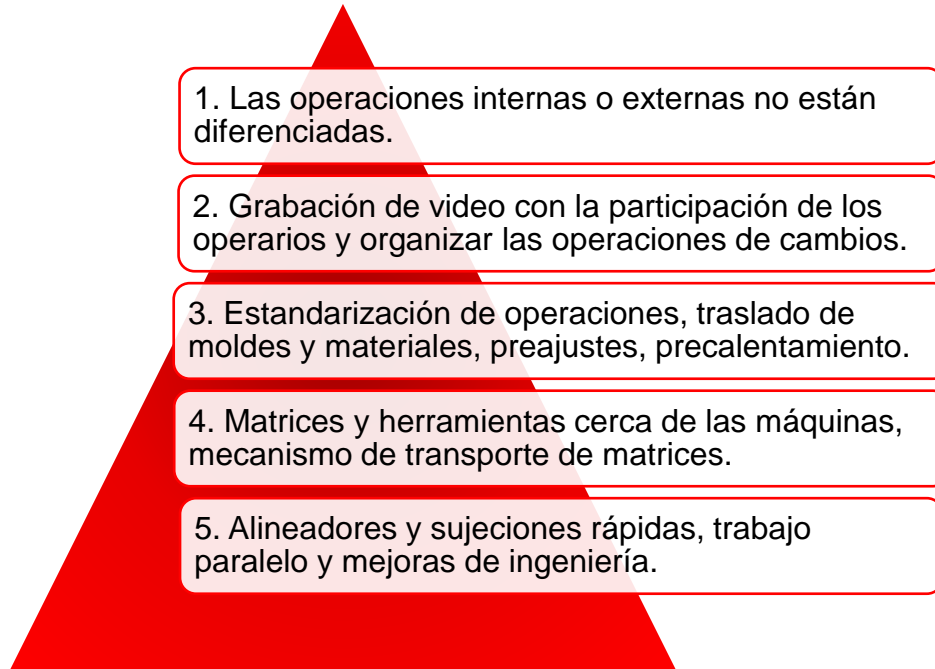 1. Las operaciones internas o externas no están
diferenciadas.
2. Grabación de video con la participación de los
operarios y organizar las operaciones de cambios.
3. Estandarización de operaciones, traslado de
moldes y materiales, preajustes, precalentamiento.
4. Matrices y herramientas cerca de las máquinas,
mecanismo de transporte de matrices.
5. Alineadores y sujeciones rápidas, trabajo
paralelo y mejoras de ingeniería.